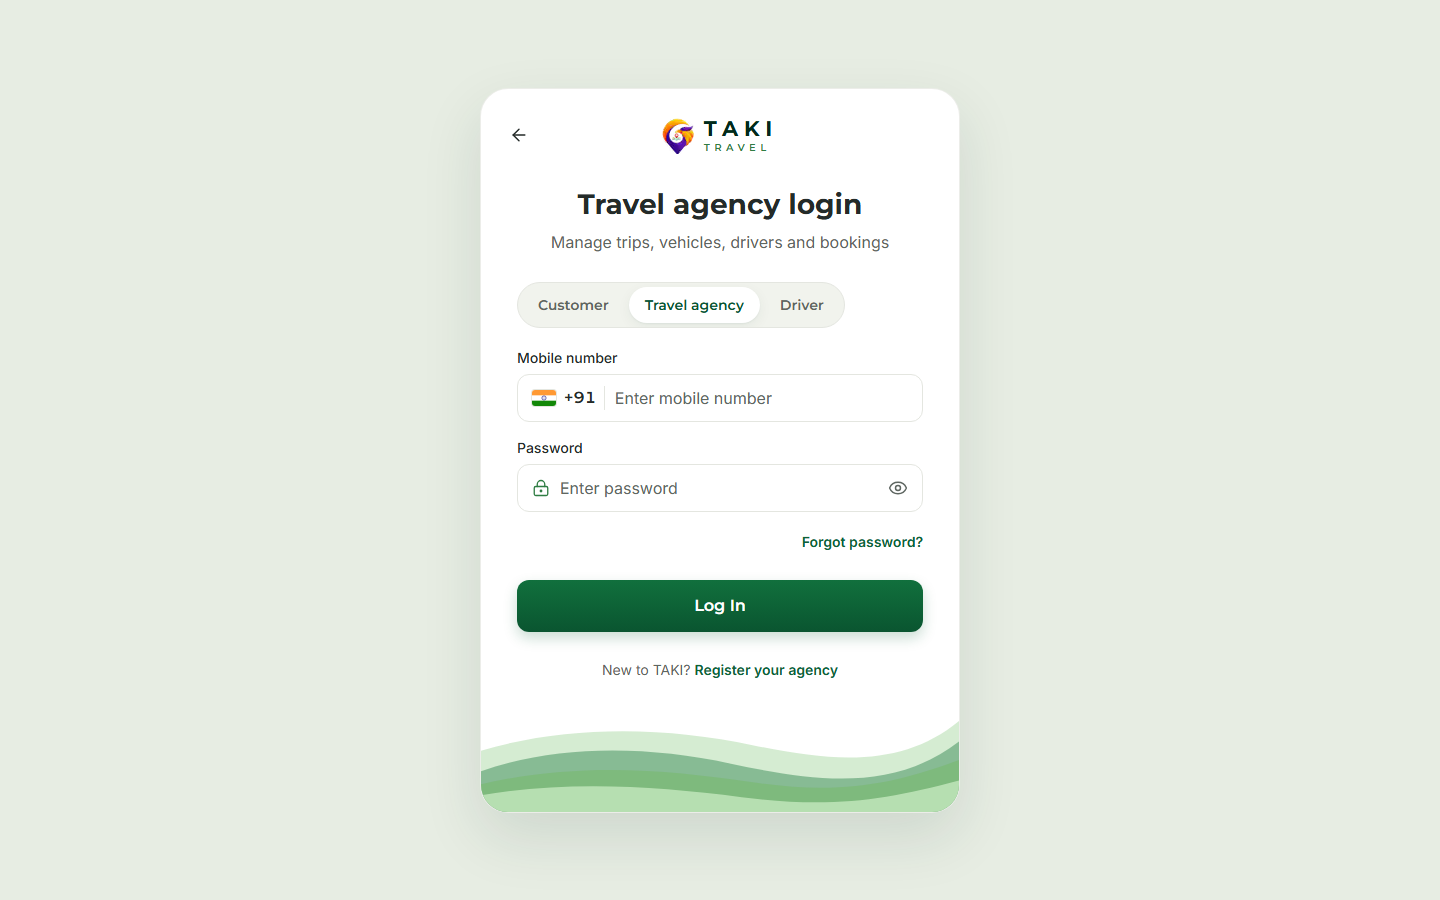 TAKI
TRAVEL
Travel agency login
Manage trips, vehicles, drivers and bookings
Customer Travel agency Driver
Mobile number
+91 Enter mobile number
Password
Enter password
Forgot password?
Log In
New to TAKI? Register your agency